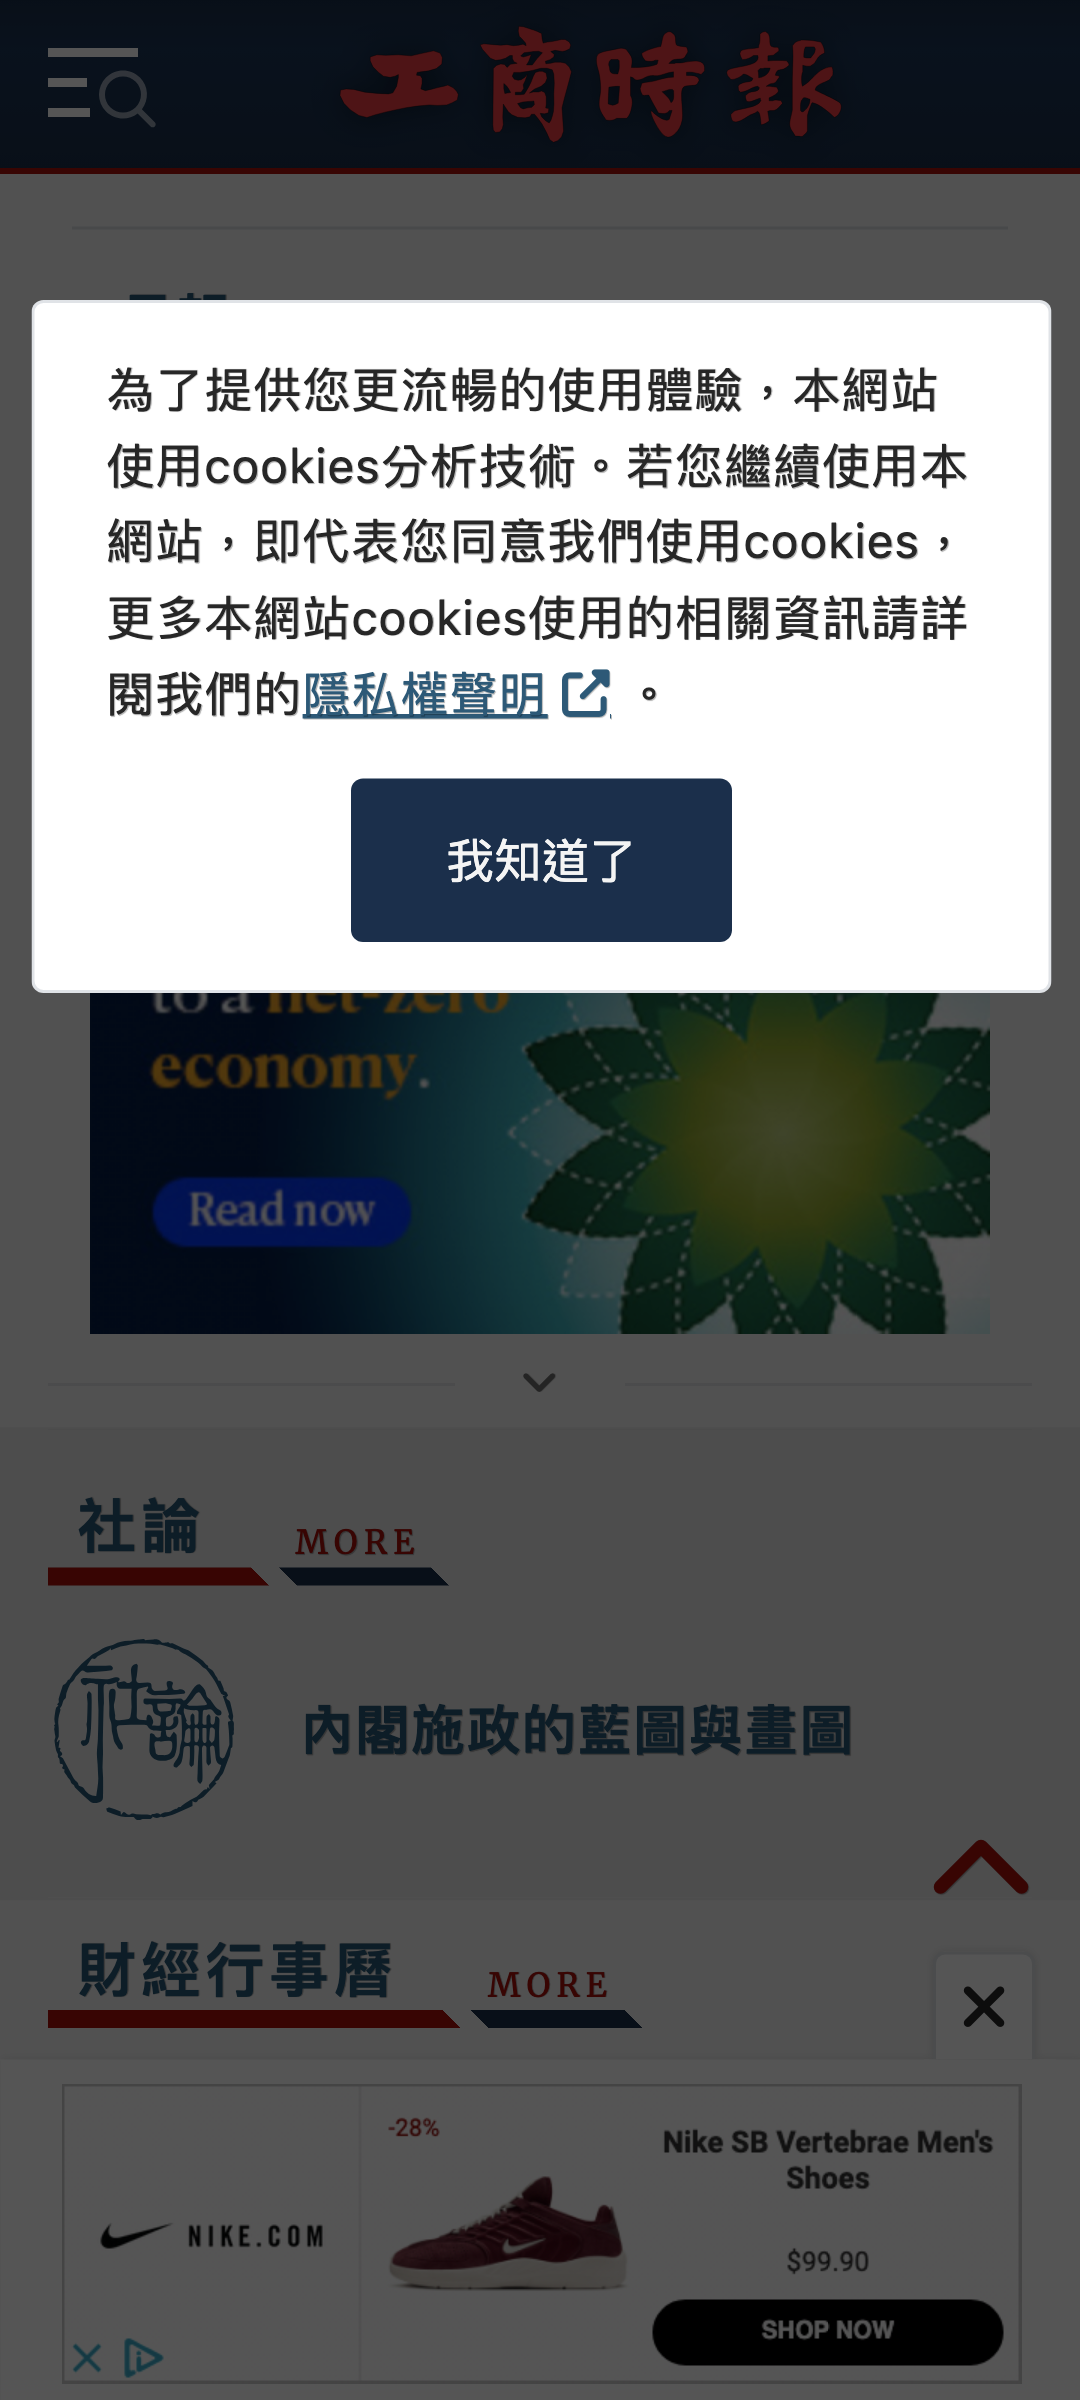 工商時報
為了提供您更流暢的使用體驗，本網站
使用cookies分析技術。若您繼續使用本
網站，即代表您同意我們使用cookies，
更多本網站cookies使用的相關資訊請詳
閱我們的隱私權聲明 。
我知道了
to a net-zero
economy.
Read now
社論
MORE
社論
內閣施政的藍圖與畫圖
財經行事曆
MORE
-28%
Nike SB Vertebrae Men's
Shoes
NIKE.COM
$99.90
SHOP NOW